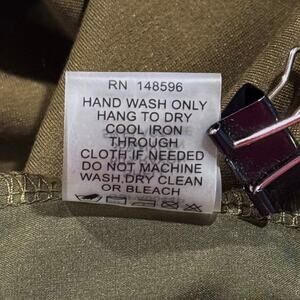 RN 148596
HAND WASH ONLY
HANG TO DRY
COOL IRON
THROUGH
CLOTH IF NEEDED
DO NOT MACHINE
WASH,DRY CLEAN
OR BLEACH